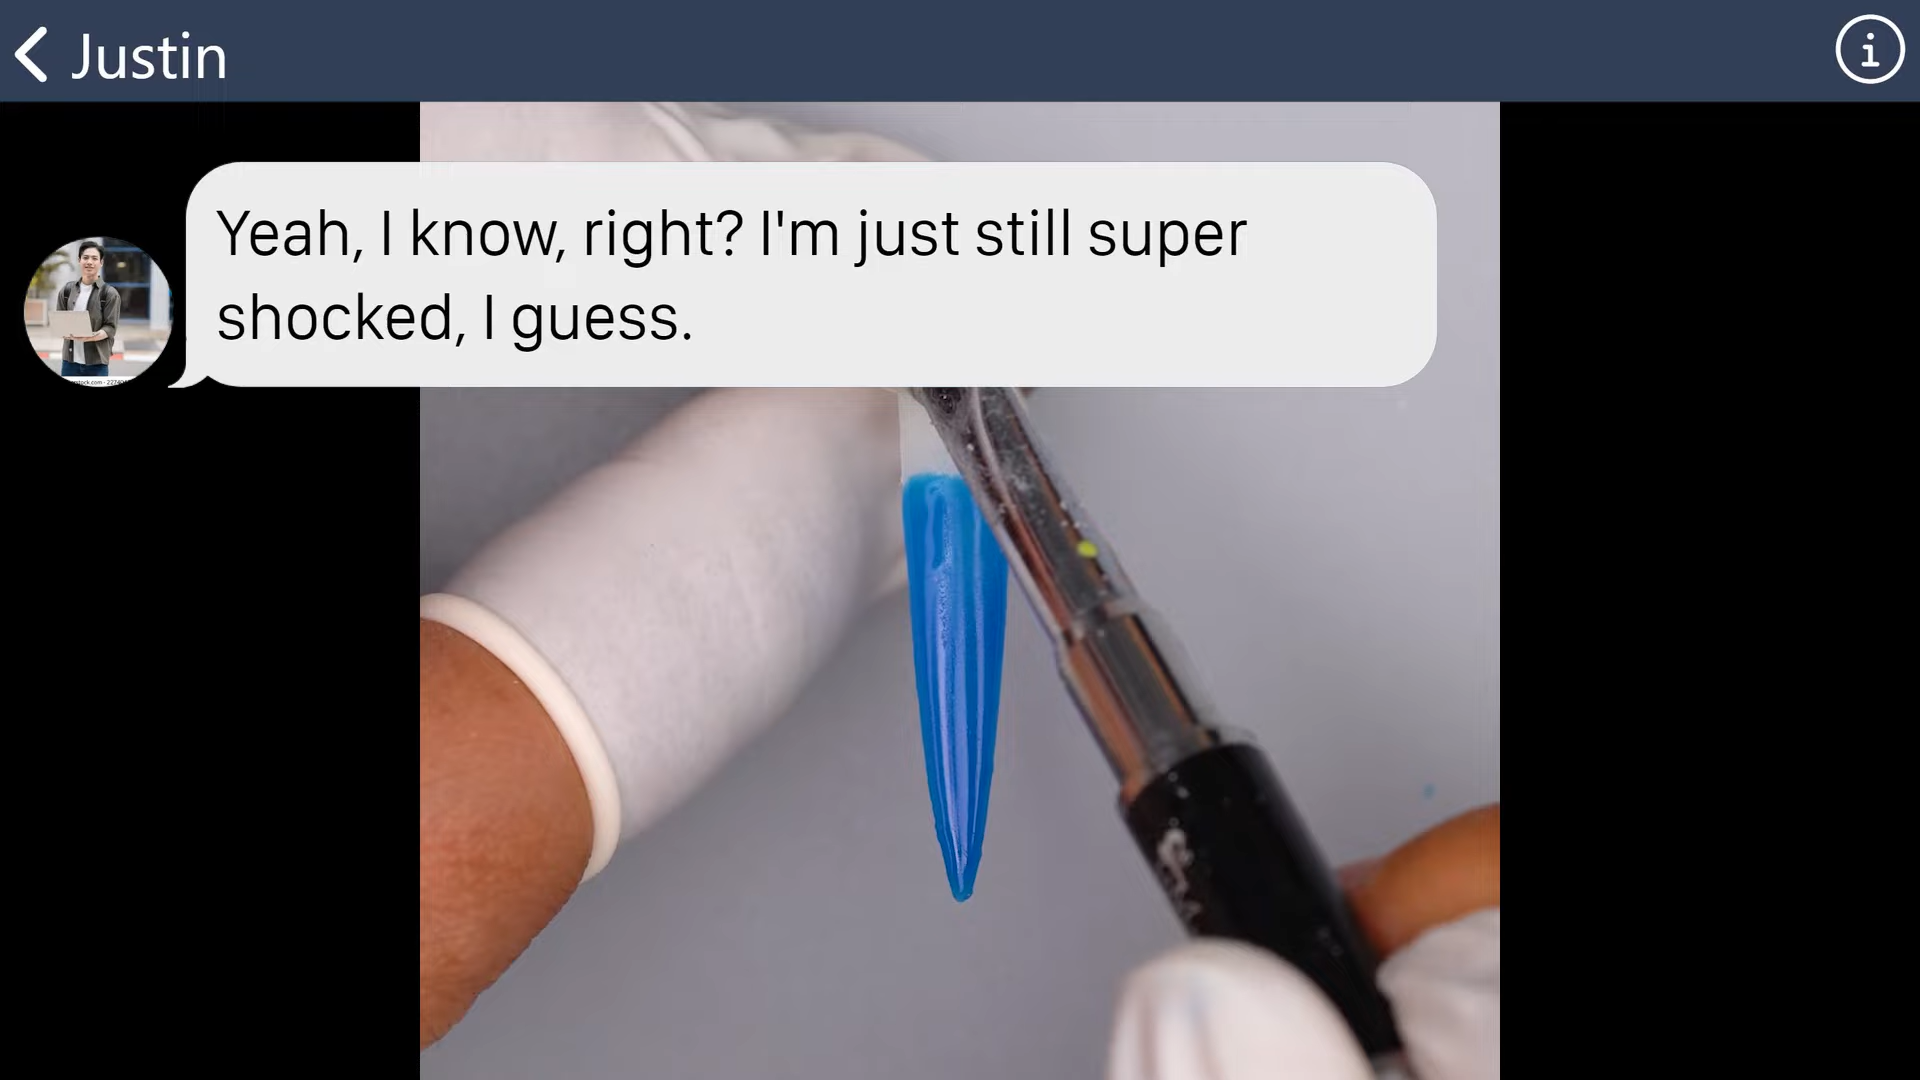 Justin
Yeah, I know, right? I'm just still super
shocked, I guess.